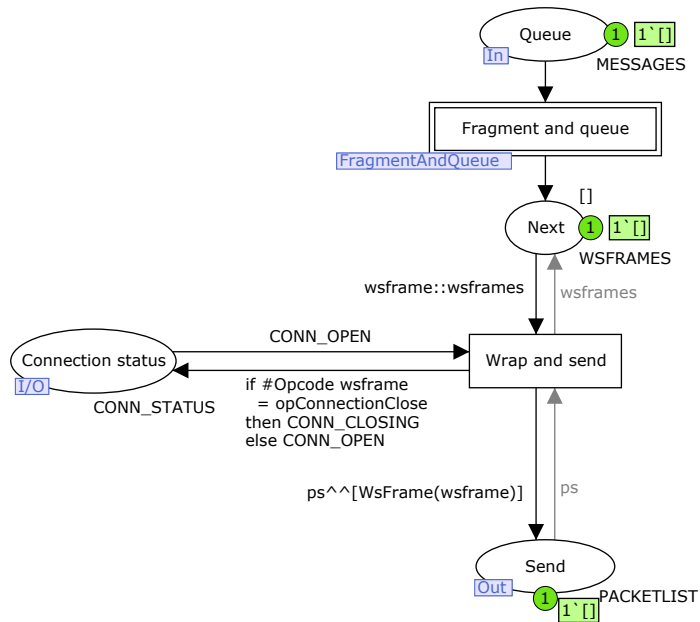 Queue
1
1`[]
In
MESSAGES
Fragment and queue
FragmentAndQueue
[]
Next
1
1`[]
WSFRAMES
wsframe::wsframes
wsframes
CONN_OPEN
Connection status
Wrap and send
I/O
CONN_STATUS
if #Opcode wsframe
= opConnectionClose
then CONN_CLOSING
else CONN_OPEN
ps^^[WsFrame(wsframe)]
ps
Send
Out
1
1`[]
PACKETLIST